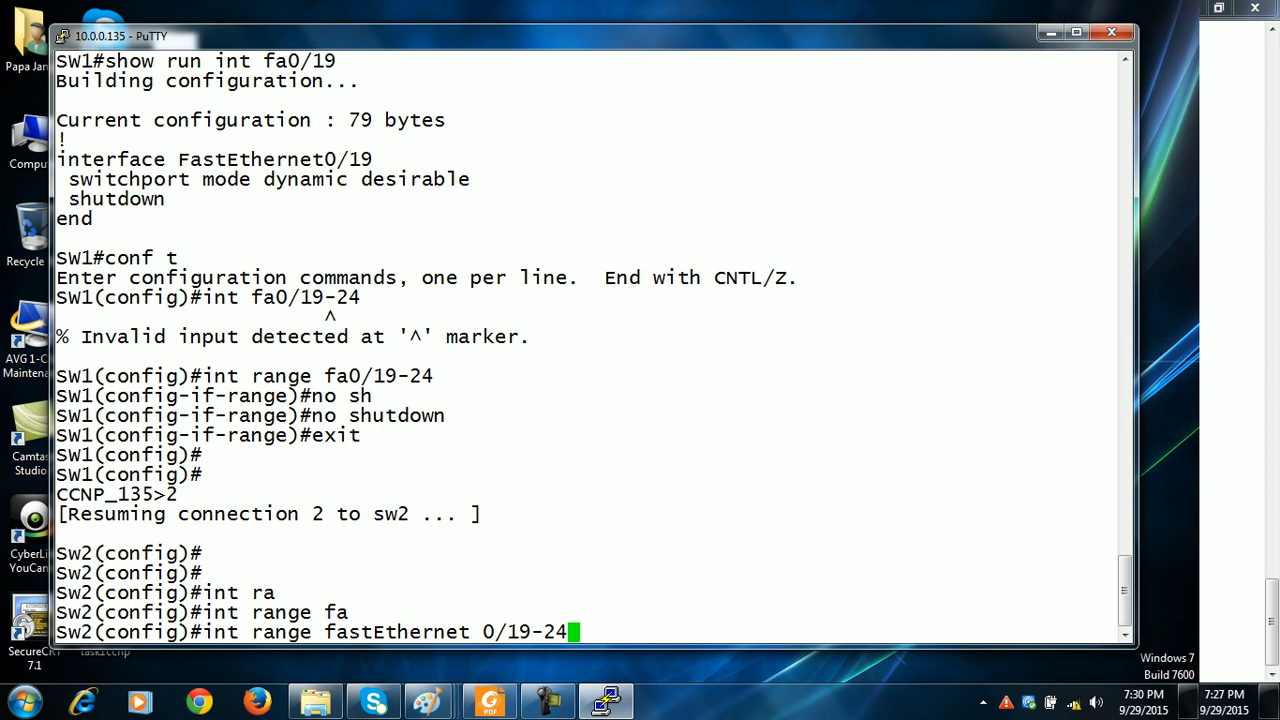 10.0.0.135 - PuTTY
SW1#show run int fa0/19
Building configuration...
Current configuration : 79 bytes
!
interface FastEthernet0/19
 switchport mode dynamic desirable
 shutdown
end
SW1#conf t
Enter configuration commands, one per line.  End with CNTL/Z.
SW1(config)#int fa0/19-24
^
% Invalid input detected at '^' marker.
SW1(config)#int range fa0/19-24
SW1(config-if-range)#no sh
SW1(config-if-range)#no shutdown
SW1(config-if-range)#exit
SW1(config)#
SW1(config)#
CCNP_135>2
[Resuming connection 2 to sw2 ... ]
Sw2(config)#
Sw2(config)#
Sw2(config)#int ra
Sw2(config)#int range fa
Sw2(config)#int range fastEthernet 0/19-24
Papa Jan
Comput
Recycle
AVG 1-C
Mainten
Camtas
Studio
CyberLi
YouCan
SecureCR
7.1
Windows 7
Build 7600
PDF
7:30 PM
9/29/2015
7:27 PM
9/29/2015